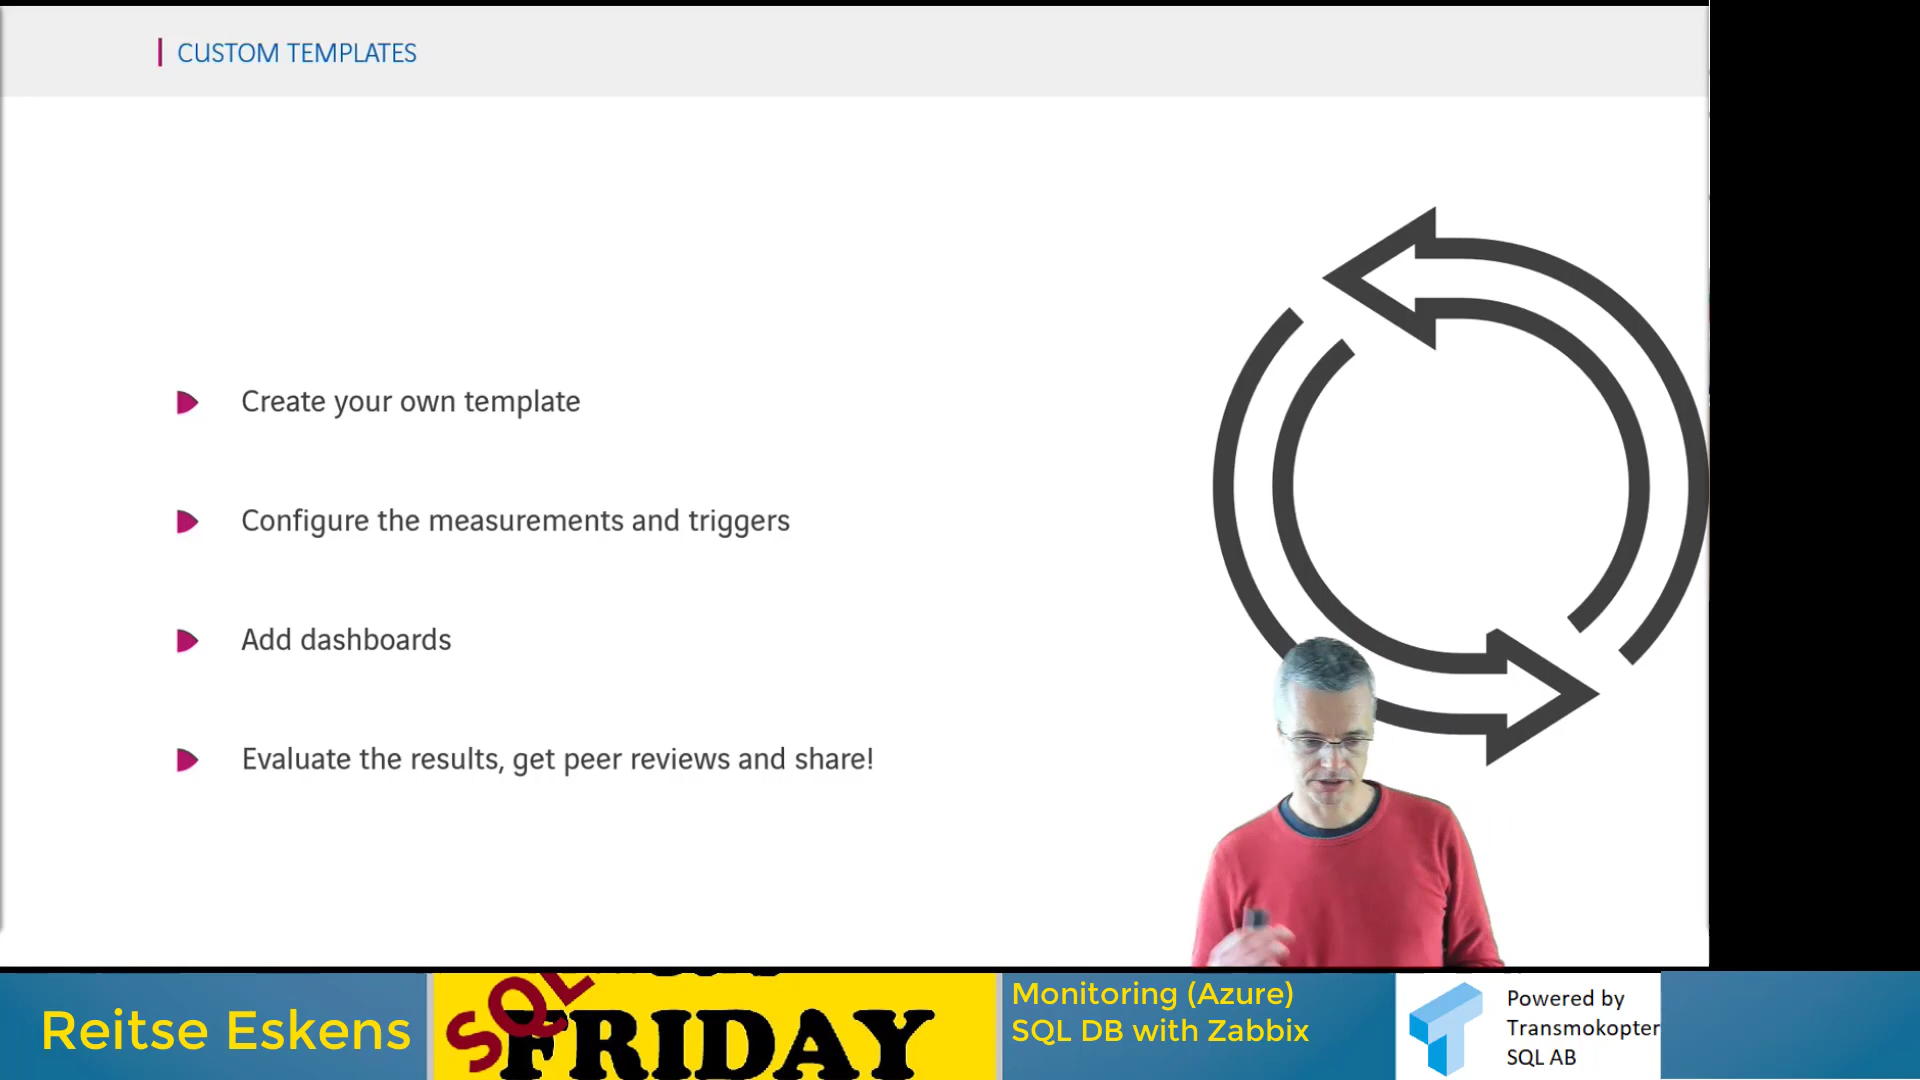 CUSTOM TEMPLATES
Create your own template
Configure the measurements and triggers
Add dashboards
Evaluate the results, get peer reviews and share!
Reitse Eskens
SQL
FRIDAY
Monitoring (Azure)
SQL DB with Zabbix
Powered by
Transmokopter
SQL AB